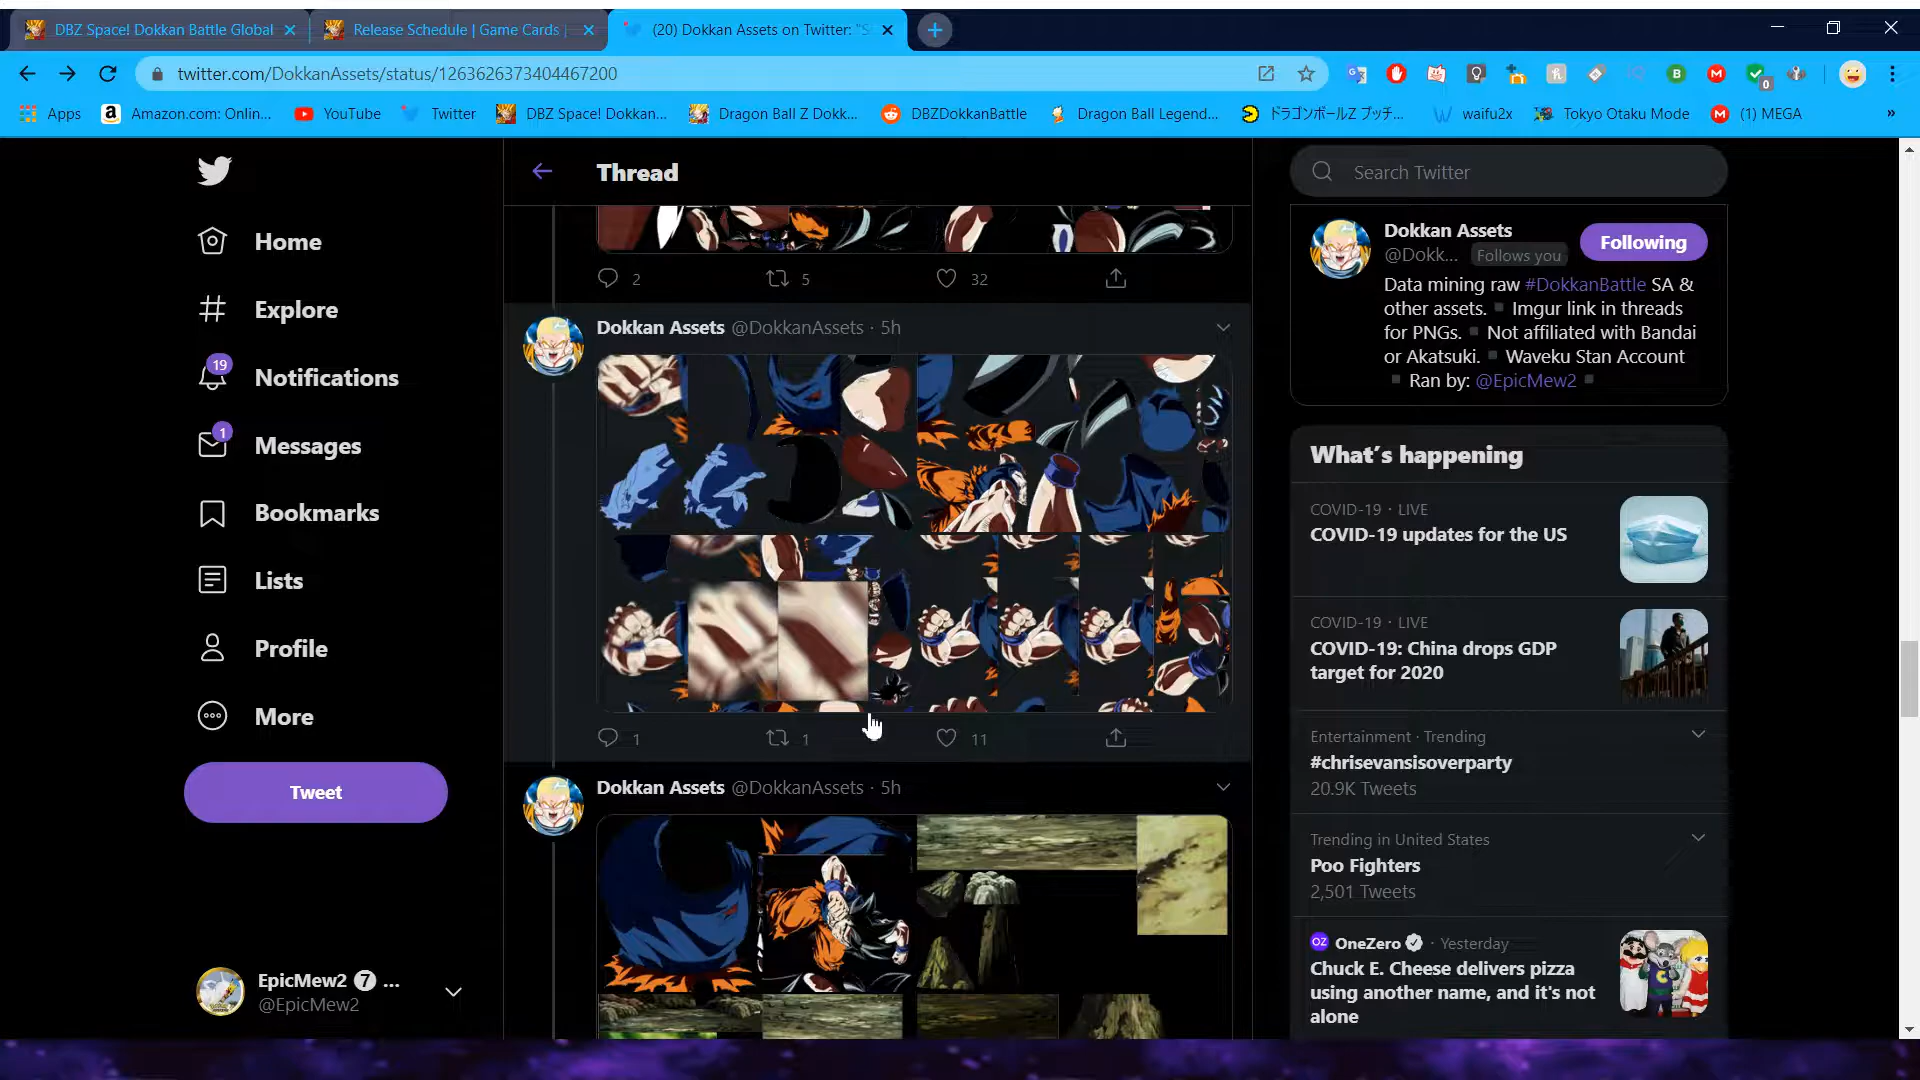 DBZ Space! Dokkan Battle Global
Release Schedule | Game Cards |
(20) Dokkan Assets on Twitter: "S
twitter.com/DokkanAssets/status/1263626373404467200
Apps
Amazon.com: Onlin...
YouTube
Twitter
DBZ Space! Dokkan...
Dragon Ball Z Dokk...
DBZDokkanBattle
Dragon Ball Legend...
ドラゴンボールZ ブッチ...
waifu2x
Tokyo Otaku Mode
(1) MEGA
»
Home
Explore
19
Notifications
1
Messages
Bookmarks
Lists
Profile
More
Tweet
EpicMew2 7 ...
@EpicMew2
Thread
2
5
32
Dokkan Assets @DokkanAssets · 5h
1
1
11
Dokkan Assets @DokkanAssets · 5h
Search Twitter
Dokkan Assets
@Dokk... Follows you
Following
Data mining raw #DokkanBattle SA &
other assets. ▪ Imgur link in threads
for PNGs. ▪ Not affiliated with Bandai
or Akatsuki. ▪ Waveku Stan Account
▪ Ran by: @EpicMew2 ▪
What's happening
COVID-19 · LIVE
COVID-19 updates for the US
COVID-19 · LIVE
COVID-19: China drops GDP
target for 2020
Entertainment · Trending
#chrisevansisoverparty
20.9K Tweets
Trending in United States
Poo Fighters
2,501 Tweets
OZ OneZero · Yesterday
Chuck E. Cheese delivers pizza
using another name, and it's not
alone